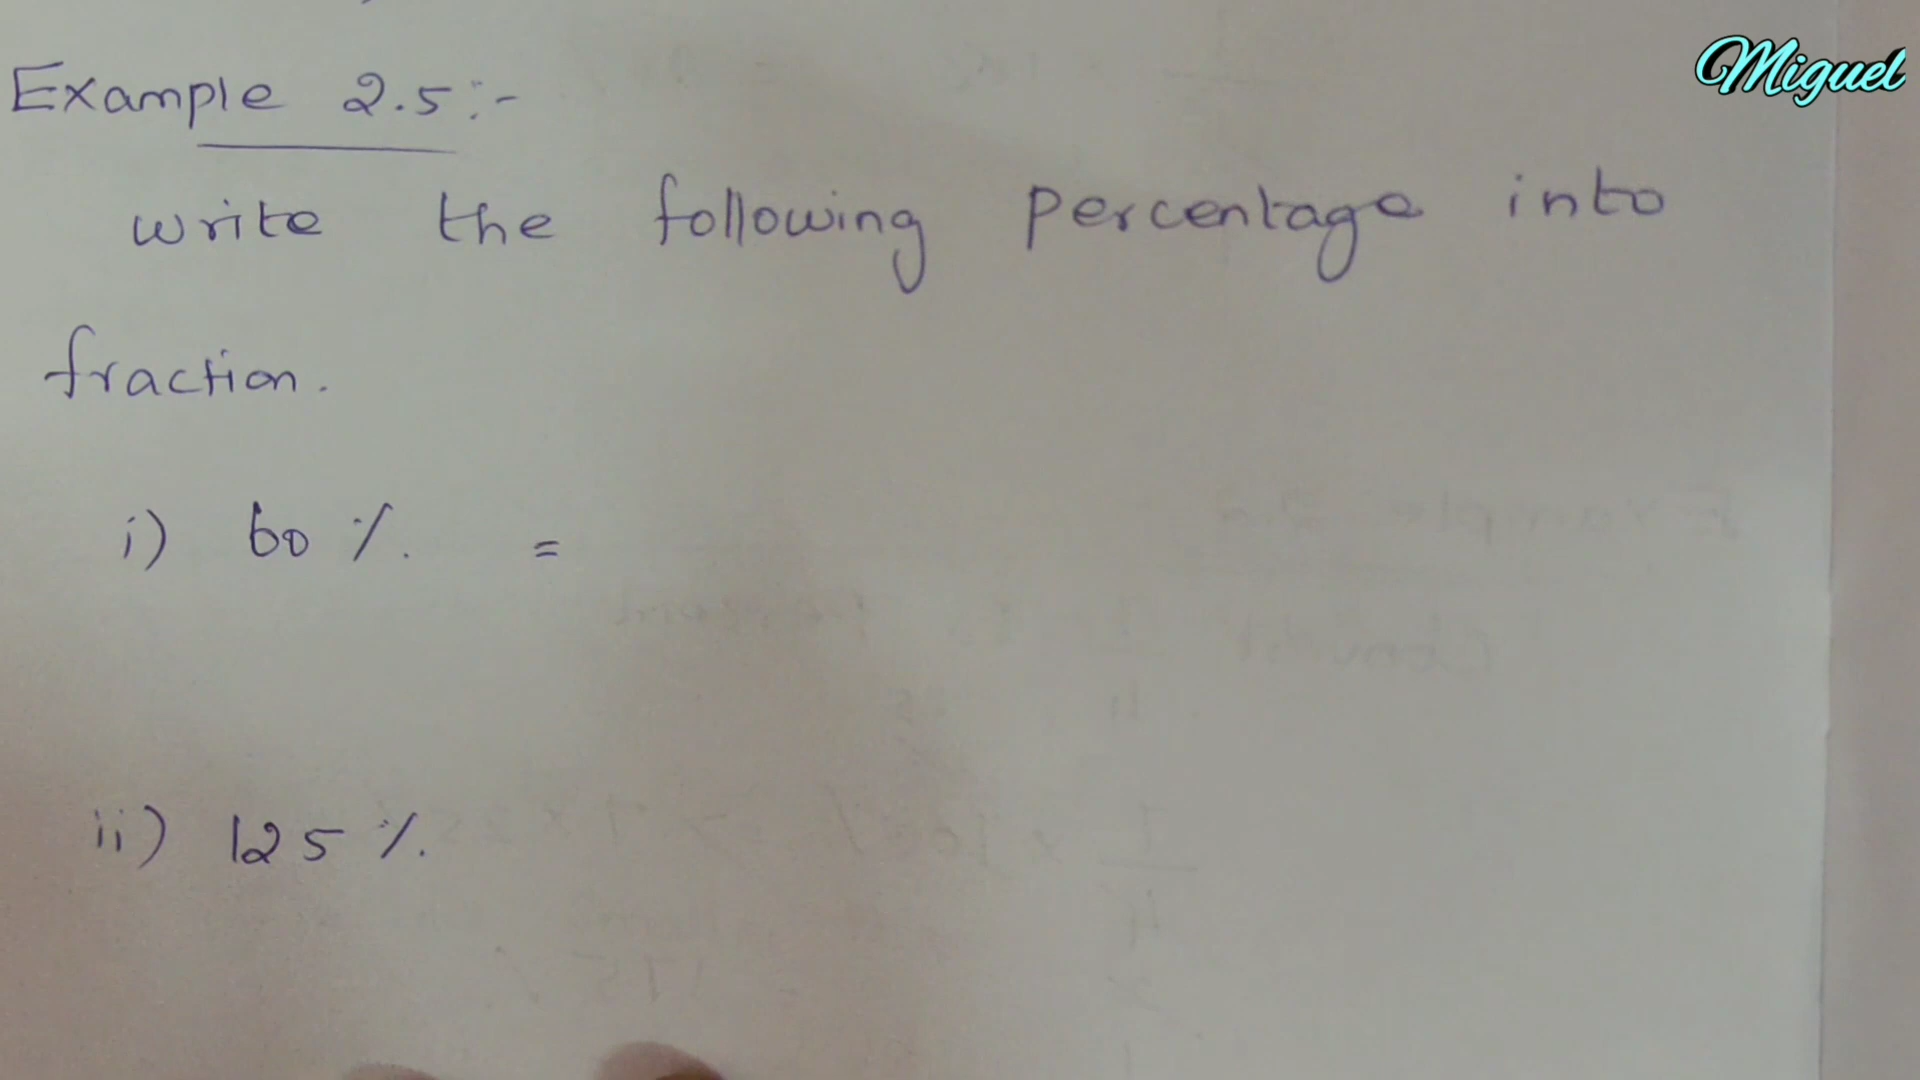 Miguel
Example 2.5:-
write the following percentage into
fraction.
i) 60 %. =
ii) 125 %.